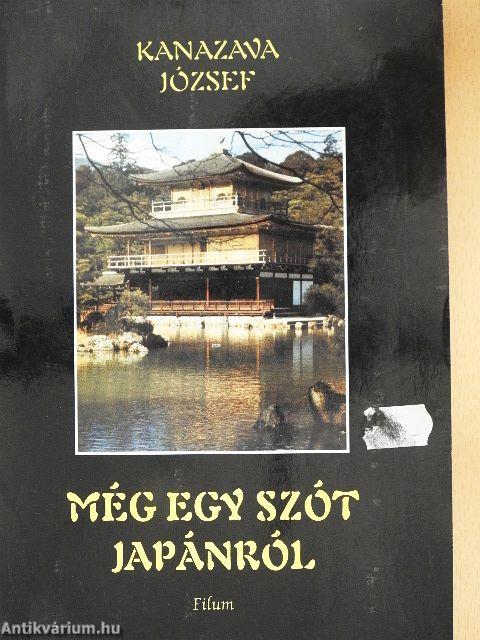 KANAZAVA
JÓZSEF
MÉG EGY SZÓT
JAPÁNRÓL
Filum
Antikvárium.hu